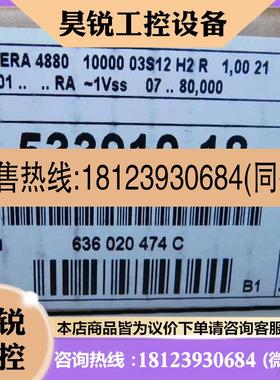 昊锐工控设备
ERA 4880 10000 03S12 H2 R 1,00 21
01 .. .. RA ~1Vss 07 .. 80,000
售热线:18123930684(同
636 020 474 C
B1
本店商品皆为议价下单请咨询客服
咨询热线:18123930684 (微